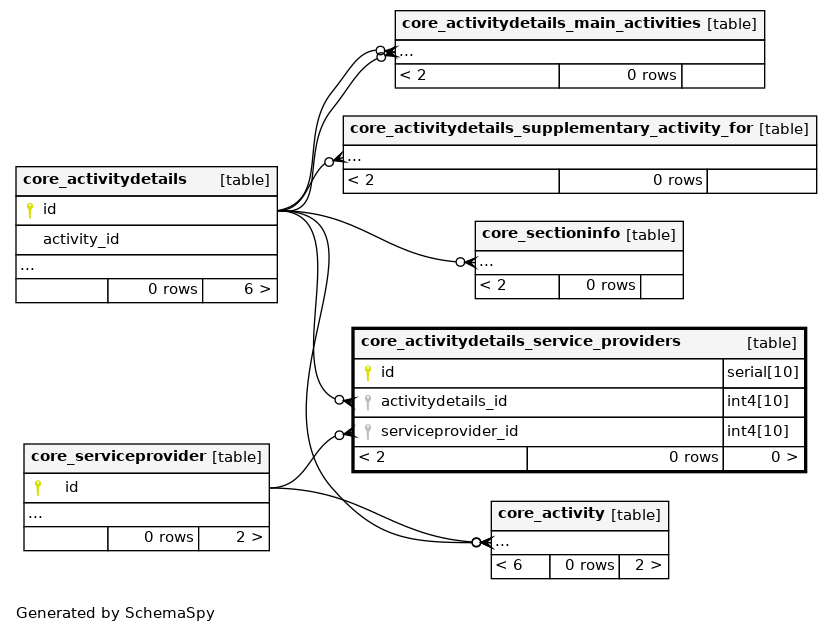 core_activitydetails_main_activities [table]
...
< 2 0 rows
core_activitydetails_supplementary_activity_for [table]
...
< 2 0 rows
core_activitydetails [table]
id
activity_id
...
0 rows 6 >
core_sectioninfo [table]
...
< 2 0 rows
core_activitydetails_service_providers [table]
id serial[10]
activitydetails_id int4[10]
serviceprovider_id int4[10]
< 2 0 rows 0 >
core_serviceprovider [table]
id
...
0 rows 2 >
core_activity [table]
...
< 6 0 rows 2 >
Generated by SchemaSpy